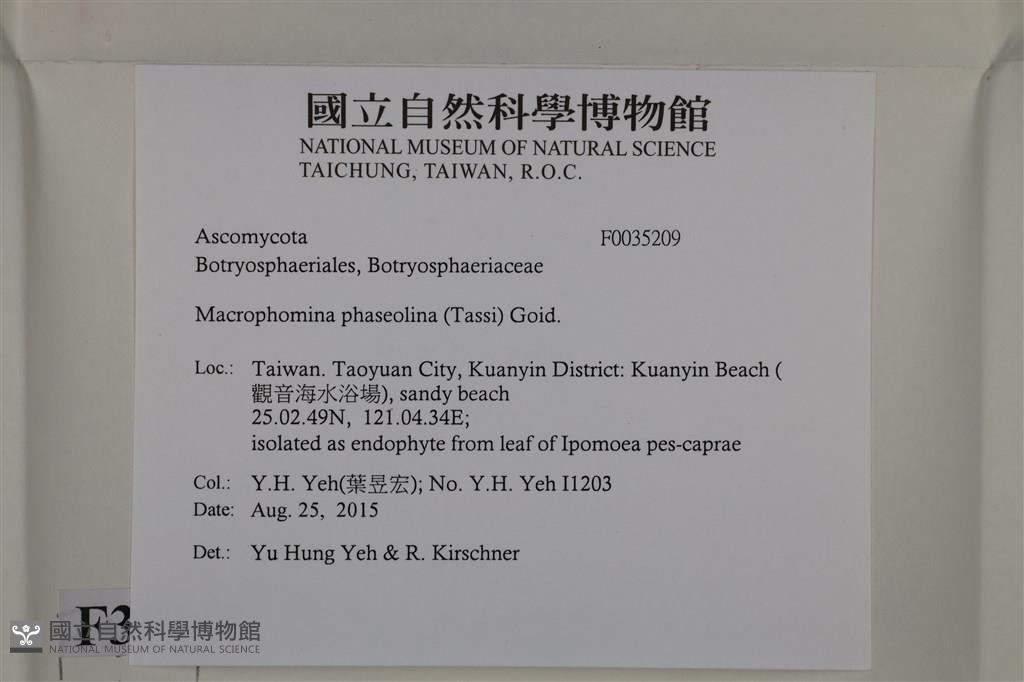 國立自然科學博物館
NATIONAL MUSEUM OF NATURAL SCIENCE
TAICHUNG, TAIWAN, R.O.C.
Ascomycota F0035209
Botryosphaeriales, Botryosphaeriaceae
Macrophomina phaseolina (Tassi) Goid.
Loc.: Taiwan. Taoyuan City, Kuanyin District: Kuanyin Beach (
觀音海水浴場), sandy beach
25.02.49N, 121.04.34E;
isolated as endophyte from leaf of Ipomoea pes-caprae
Col.: Y.H. Yeh(葉昱宏); No. Y.H. Yeh I1203
Date: Aug. 25, 2015
Det.: Yu Hung Yeh & R. Kirschner
F3
國立自然科學博物館
NATIONAL MUSEUM OF NATURAL SCIENCE